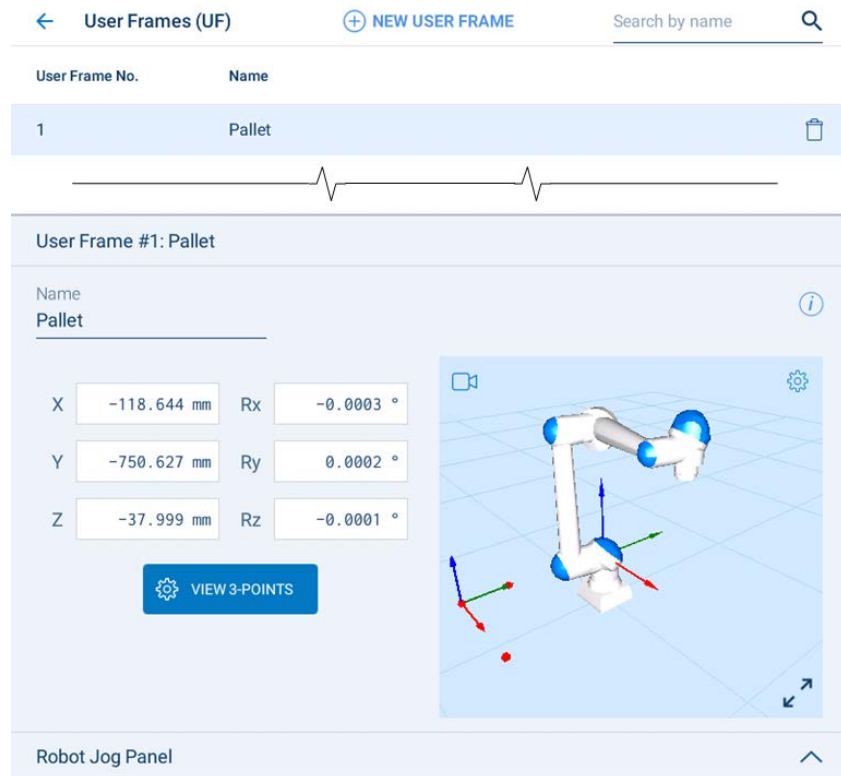 User Frames (UF) NEW USER FRAME Search by name
User Frame No. Name
1 Pallet
User Frame #1: Pallet
Name
Pallet
X -118.644 mm Rx -0.0003 °
Y -750.627 mm Ry 0.0002 °
Z -37.999 mm Rz -0.0001 °
VIEW 3-POINTS
Robot Jog Panel